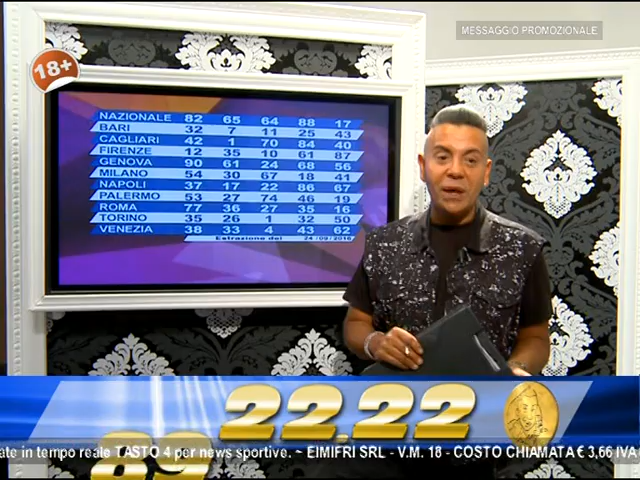 MESSAGGIO PROMOZIONALE
18+
NAZIONALE 82 65 64 88 17
BARI 32 7 11 25 43
CAGLIARI 42 1 70 84 40
FIRENZE 12 35 10 61 87
GENOVA 90 61 24 68 56
MILANO 54 30 67 18 41
NAPOLI 37 17 22 86 67
PALERMO 53 27 74 46 19
ROMA 77 36 27 35 16
TORINO 35 26 1 32 50
VENEZIA 38 33 4 43 62
Estrazione del 24/09/2016
22.22
89
ate in tempo reale TASTO 4 per news sportive. ~ EIMIFRI SRL - V.M. 18 - COSTO CHIAMATA € 3,66 IVA I